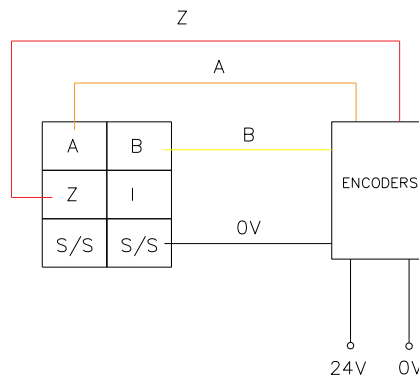 Z
A
A B B
ENCODERS
Z I
S/S S/S 0V
24V 0V